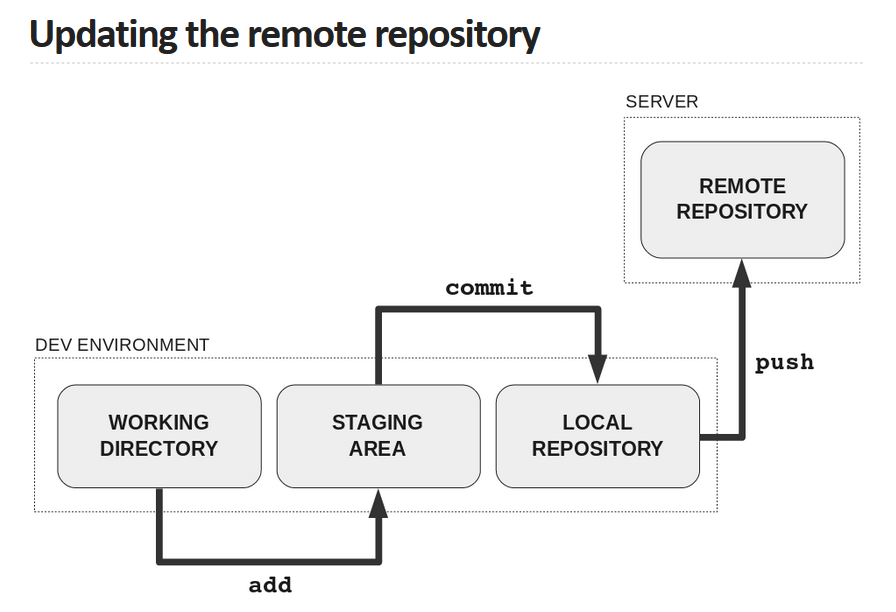 Updating the remote repository
SERVER
REMOTE
REPOSITORY
commit
push
DEV ENVIRONMENT
WORKING
DIRECTORY
STAGING
AREA
LOCAL
REPOSITORY
add